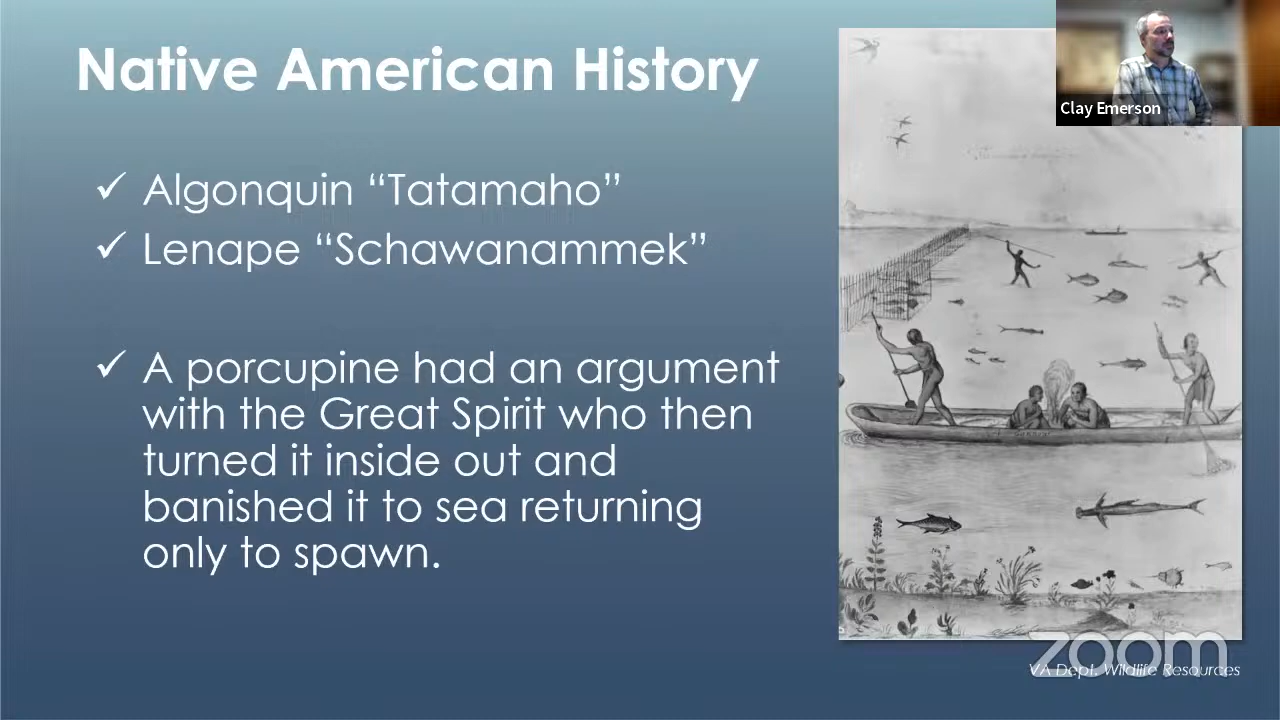 Native American History
Clay Emerson
✓ Algonquin “Tatamaho”
✓ Lenape “Schawanammek”
✓ A porcupine had an argument
with the Great Spirit who then
turned it inside out and
banished it to sea returning
only to spawn.
zoom
VA Dept. Wildlife Resources